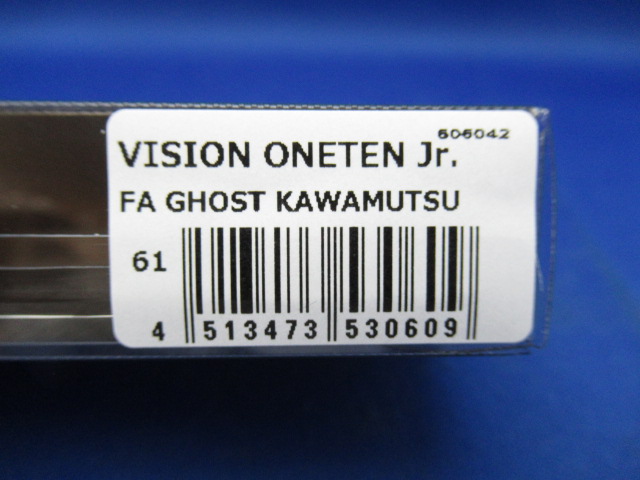 606042
VISION ONETEN Jr.
FA GHOST KAWAMUTSU
61
4 513473 530609